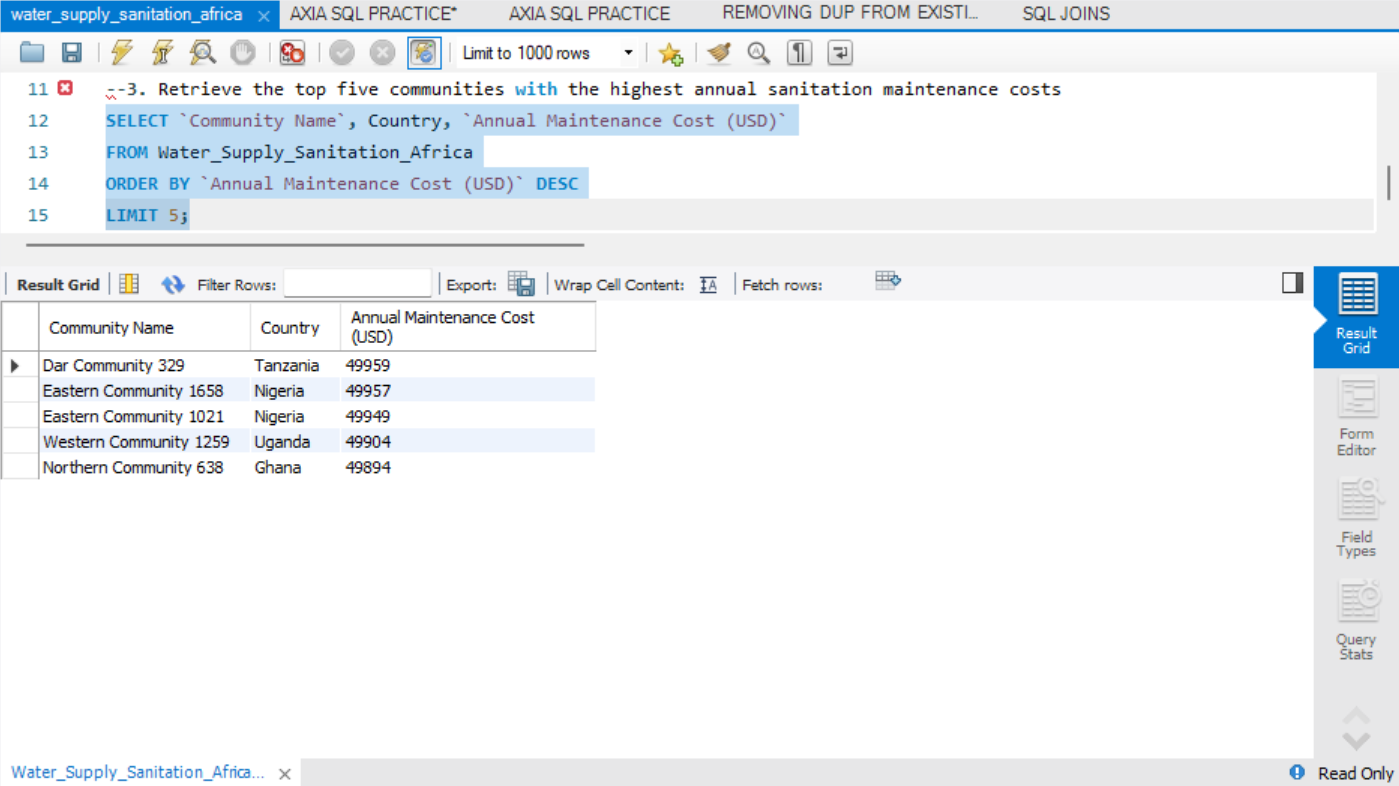 water_supply_sanitation_africa AXIA SQL PRACTICE* AXIA SQL PRACTICE REMOVING DUP FROM EXISTI... SQL JOINS
Limit to 1000 rows
11 --3. Retrieve the top five communities with the highest annual sanitation maintenance costs
12 SELECT `Community Name`, Country, `Annual Maintenance Cost (USD)`
13 FROM Water_Supply_Sanitation_Africa
14 ORDER BY `Annual Maintenance Cost (USD)` DESC
15 LIMIT 5;
Result Grid Filter Rows: Export: Wrap Cell Content: Fetch rows:
Community Name Country Annual Maintenance Cost
(USD)
Dar Community 329 Tanzania 49959
Eastern Community 1658 Nigeria 49957
Eastern Community 1021 Nigeria 49949
Western Community 1259 Uganda 49904
Northern Community 638 Ghana 49894
Result
Grid
Form
Editor
Field
Types
Query
Stats
Water_Supply_Sanitation_Africa... Read Only